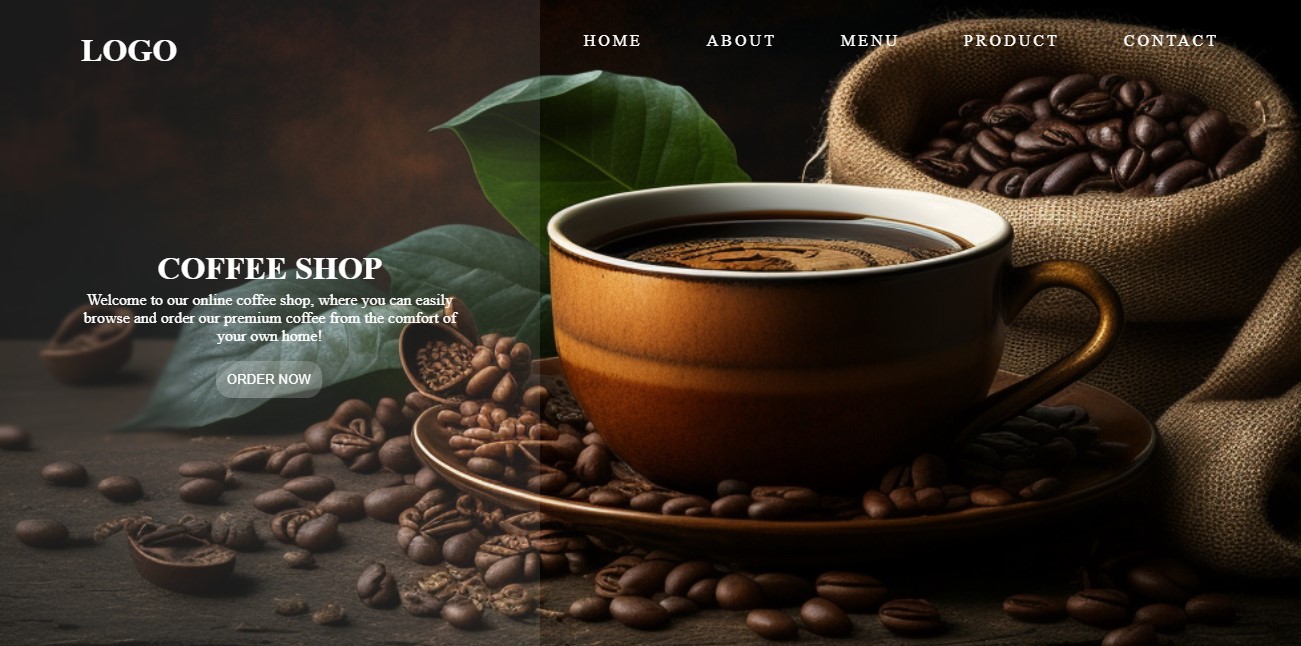 LOGO
HOME ABOUT MENU PRODUCT CONTACT
COFFEE SHOP
Welcome to our online coffee shop, where you can easily
browse and order our premium coffee from the comfort of
your own home!
ORDER NOW